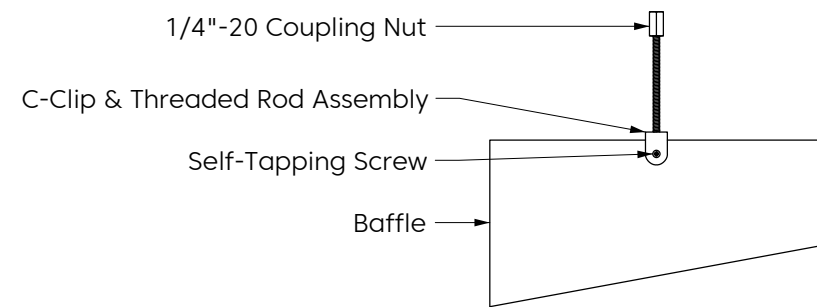 1/4"-20 Coupling Nut
C-Clip & Threaded Rod Assembly
Self-Tapping Screw
Baffle